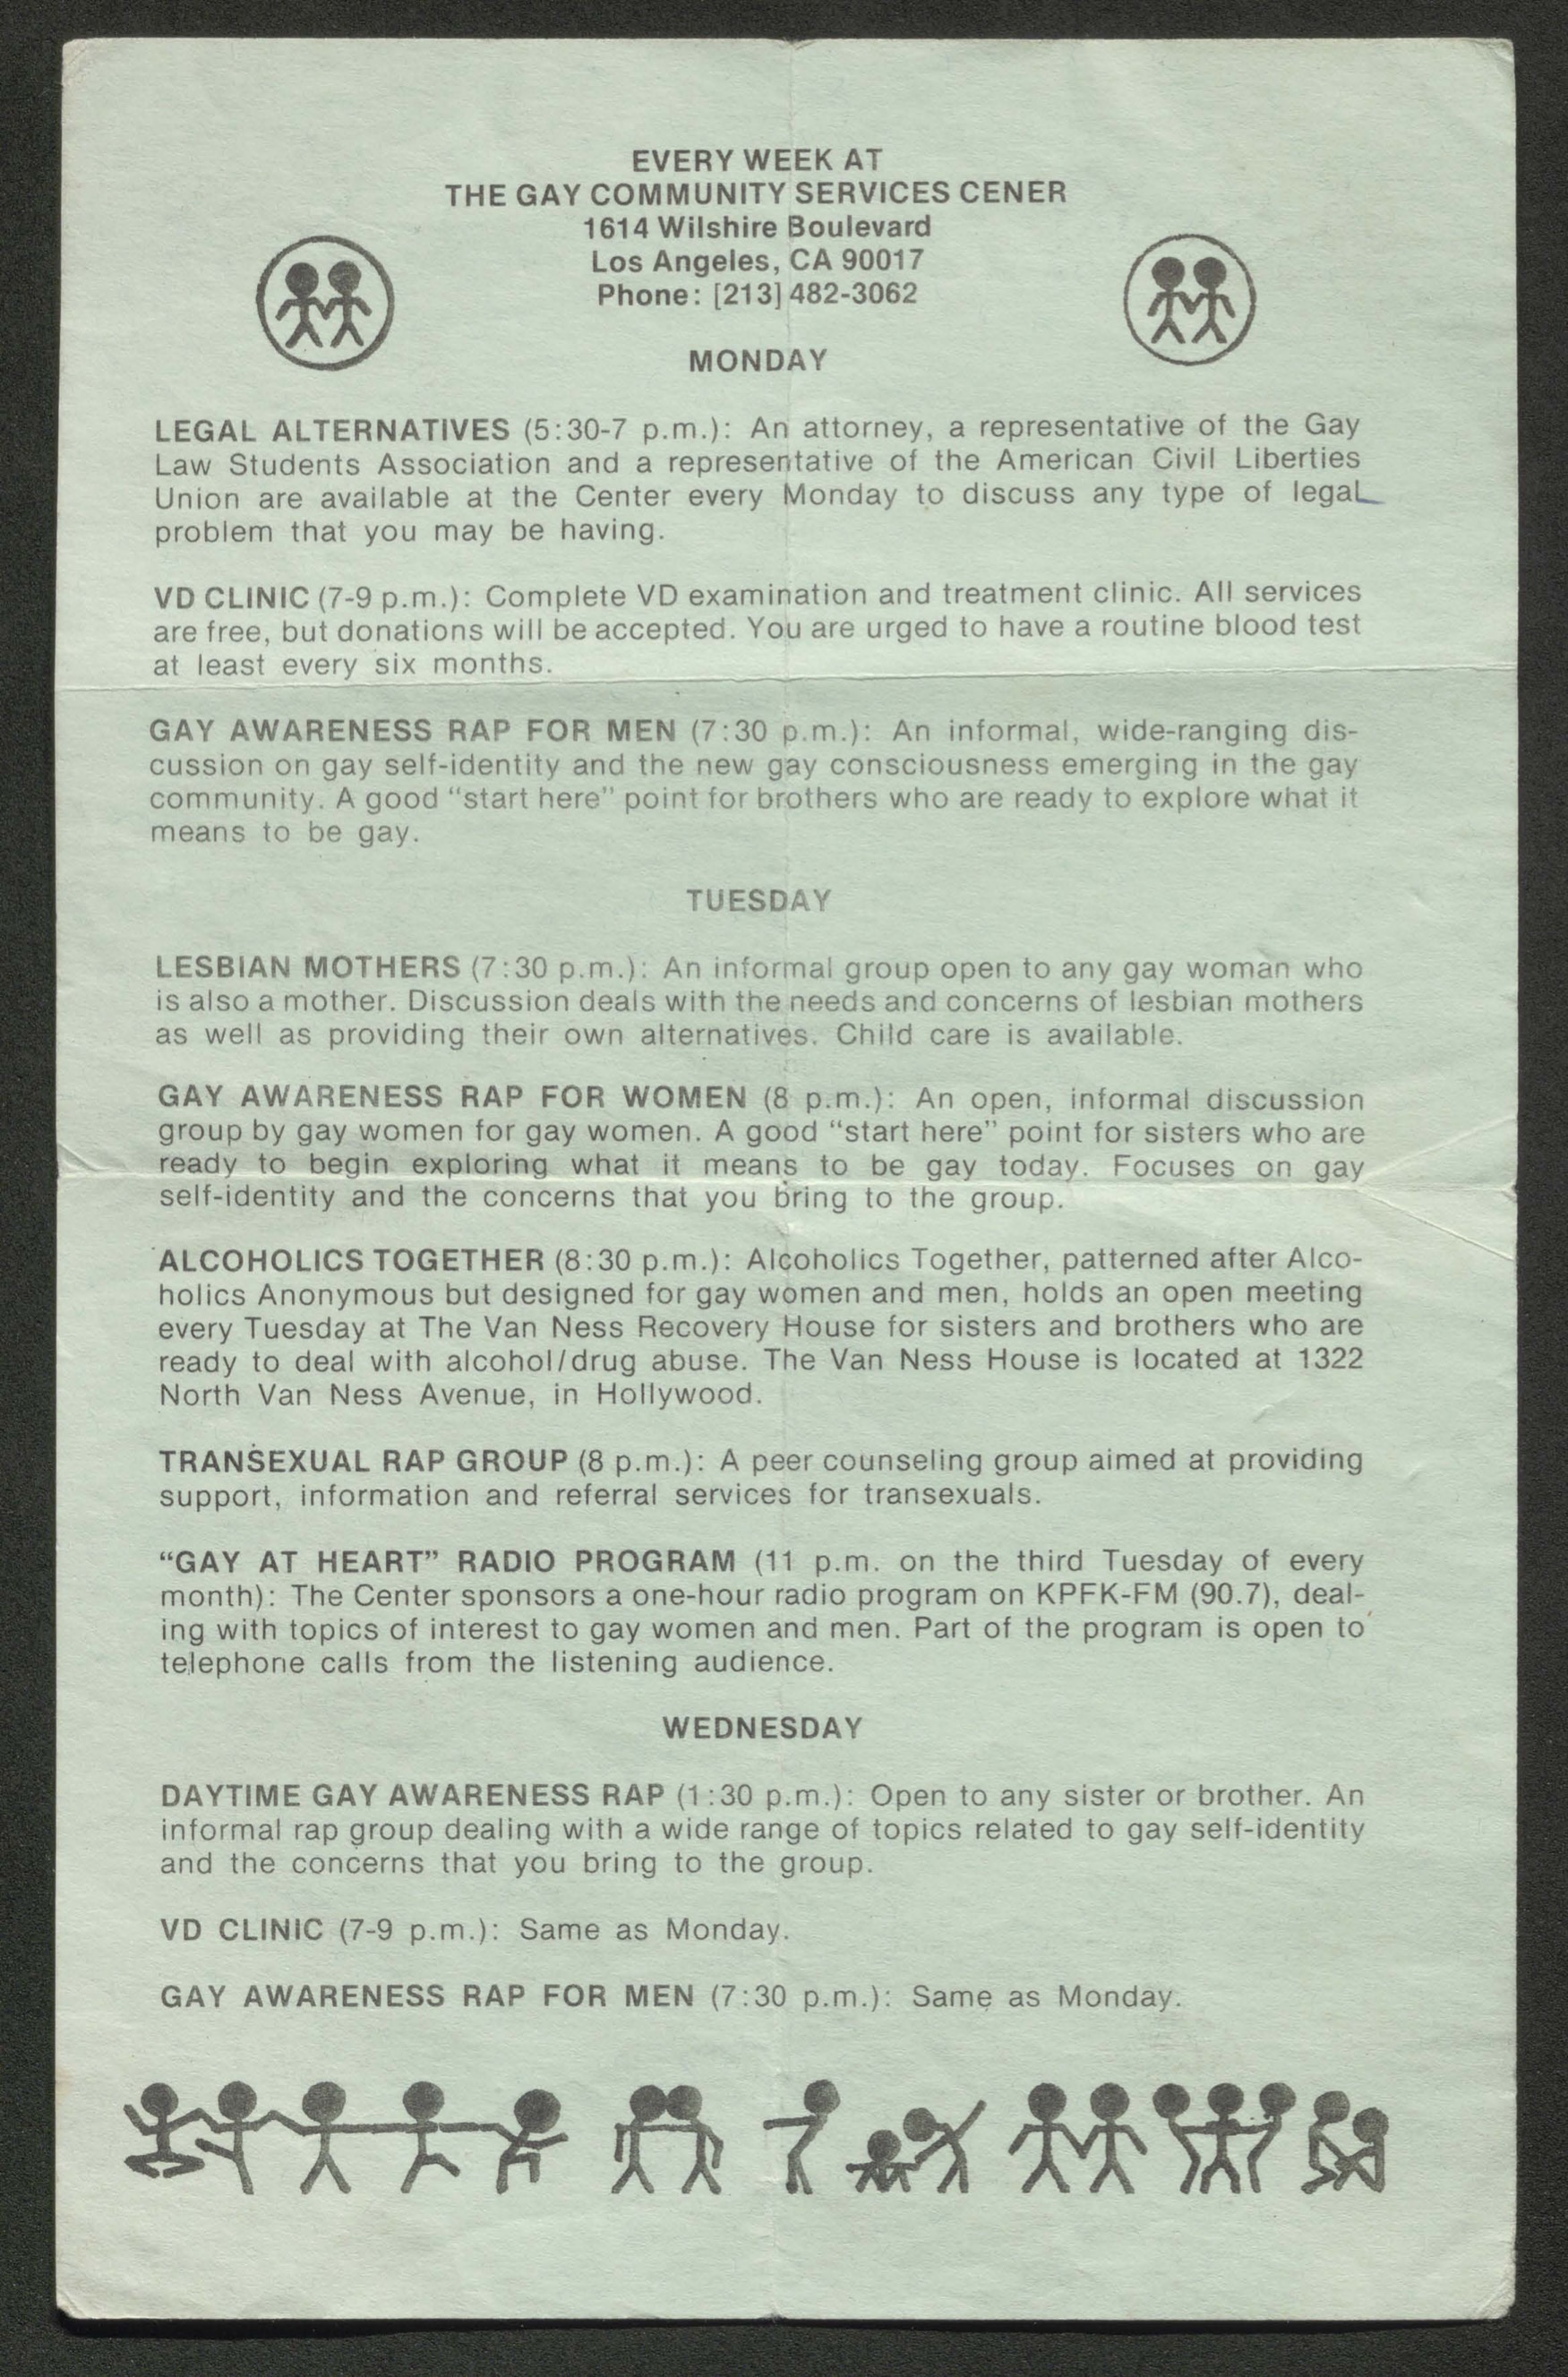 EVERY WEEK AT
THE GAY COMMUNITY SERVICES CENER
1614 Wilshire Boulevard
Los Angeles, CA 90017
Phone: [213] 482-3062
MONDAY
LEGAL ALTERNATIVES (5:30-7 p.m.): An attorney, a representative of the Gay
Law Students Association and a representative of the American Civil Liberties
Union are available at the Center every Monday to discuss any type of legal
problem that you may be having.
VD CLINIC (7-9 p.m.): Complete VD examination and treatment clinic. All services
are free, but donations will be accepted. You are urged to have a routine blood test
at least every six months.
GAY AWARENESS RAP FOR MEN (7:30 p.m.): An informal, wide-ranging dis-
cussion on gay self-identity and the new gay consciousness emerging in the gay
community. A good “start here” point for brothers who are ready to explore what it
means to be gay.
TUESDAY
LESBIAN MOTHERS (7:30 p.m.): An informal group open to any gay woman who
is also a mother. Discussion deals with the needs and concerns of lesbian mothers
as well as providing their own alternatives. Child care is available.
GAY AWARENESS RAP FOR WOMEN (8 p.m.): An open, informal discussion
group by gay women for gay women. A good “start here” point for sisters who are
ready to begin exploring what it means to be gay today. Focuses on gay
self-identity and the concerns that you bring to the group.
ALCOHOLICS TOGETHER (8:30 p.m.): Alcoholics Together, patterned after Alco-
holics Anonymous but designed for gay women and men, holds an open meeting
every Tuesday at The Van Ness Recovery House for sisters and brothers who are
ready to deal with alcohol/drug abuse. The Van Ness House is located at 1322
North Van Ness Avenue, in Hollywood.
TRANSEXUAL RAP GROUP (8 p.m.): A peer counseling group aimed at providing
support, information and referral services for transexuals.
“GAY AT HEART” RADIO PROGRAM (11 p.m. on the third Tuesday of every
month): The Center sponsors a one-hour radio program on KPFK-FM (90.7), deal-
ing with topics of interest to gay women and men. Part of the program is open to
telephone calls from the listening audience.
WEDNESDAY
DAYTIME GAY AWARENESS RAP (1:30 p.m.): Open to any sister or brother. An
informal rap group dealing with a wide range of topics related to gay self-identity
and the concerns that you bring to the group.
VD CLINIC (7-9 p.m.): Same as Monday.
GAY AWARENESS RAP FOR MEN (7:30 p.m.): Same as Monday.